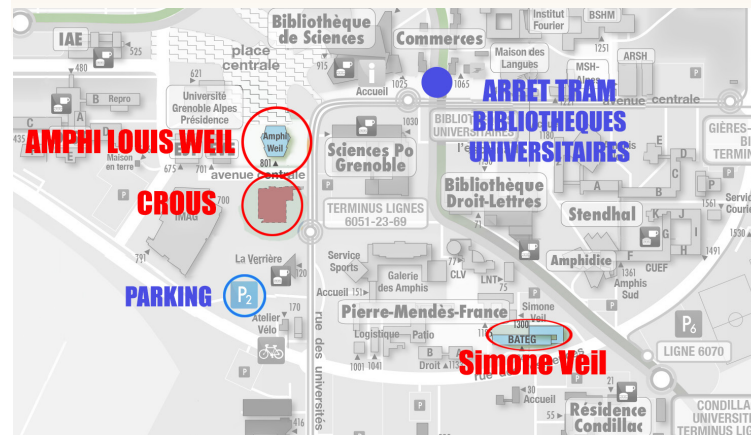 IAE
525
480
B Repro
C
A
621
Université
Grenoble Alpes
Présidence
place
centrale
Bibliothèque
de Sciences
915
i
Accueil
1025
Commerces
1065
Institut
Fourier
BSHM
1251
Maison des
Langues
MSH-
ARSH
avenue centrale
ARRET TRAM
BIBLIOTHEQUES
UNIVERSITAIRES
1180
GIÈRES-
TERMINUS
AMPHI LOUIS WEIL
Amphi
Weil
801
Maison
en terre
675
701
avenue centrale
1030
Sciences Po
Grenoble
CROUS
IMAG
700
791
TERMINUS LIGNES
6051-23-69
Bibliothèque
Droit-Lettres
71
Stendhal
A
B
C
D
E
P
K
J
I
G
H
1561
1530
1491
CUEF
Amphidice
1361
Amphis
Sud
La Verrière
120
PARKING
P2
170
Atelier
Vélo
rue des universités
Service
Sports
77
CLV
LNT
75
Galerie
des Amphis
Accueil 151
Pierre-Mendès-France
Simone
Veil
1300
BATEG
Simone Veil
Logistique
Patio
1001
1041
B
A
Droit
P6
LIGNE 6070
30
Accueil
21
55
Résidence
Condillac
416